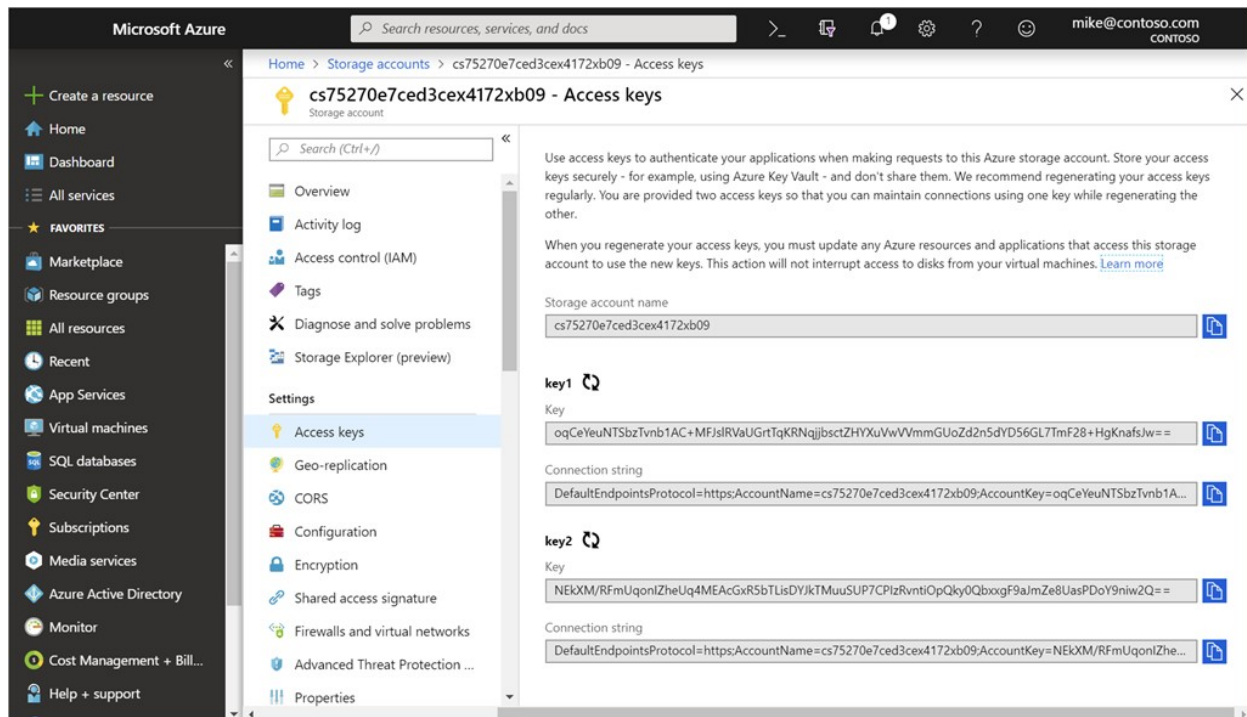 Microsoft Azure
Search resources, services, and docs
1
mike@contoso.com
CONTOSO
Create a resource
Home
Dashboard
All services
FAVORITES
Marketplace
Resource groups
All resources
Recent
App Services
Virtual machines
SQL databases
Security Center
Subscriptions
Media services
Azure Active Directory
Monitor
Cost Management + Bill...
Help + support
Home > Storage accounts > cs75270e7ced3cex4172xb09 - Access keys
cs75270e7ced3cex4172xb09 - Access keys
Storage account
Search (Ctrl+/)
Overview
Activity log
Access control (IAM)
Tags
Diagnose and solve problems
Storage Explorer (preview)
Settings
Access keys
Geo-replication
CORS
Configuration
Encryption
Shared access signature
Firewalls and virtual networks
Advanced Threat Protection ...
Properties
Use access keys to authenticate your applications when making requests to this Azure storage account. Store your access
keys securely - for example, using Azure Key Vault - and don't share them. We recommend regenerating your access keys
regularly. You are provided two access keys so that you can maintain connections using one key while regenerating the
other.
When you regenerate your access keys, you must update any Azure resources and applications that access this storage
account to use the new keys. This action will not interrupt access to disks from your virtual machines. Learn more
Storage account name
cs75270e7ced3cex4172xb09
key1
Key
oqCeYeuNTSbzTvnb1AC+MFJslRVaUGrtTqKRNqjjbsctZHYXuVwVVmmGUoZd2n5dYD56GL7TmF28+HgKnafsJw==
Connection string
DefaultEndpointsProtocol=https;AccountName=cs75270e7ced3cex4172xb09;AccountKey=oqCeYeuNTSbzTvnb1A...
key2
Key
NEkXM/RFmUqonIZheUq4MEAcGxR5bTLisDYJkTMuuSUP7CPIzRvntiOpQky0QbxxgF9aJmZe8UasPDoY9niw2Q==
Connection string
DefaultEndpointsProtocol=https;AccountName=cs75270e7ced3cex4172xb09;AccountKey=NEkXM/RFmUqonIZhe...